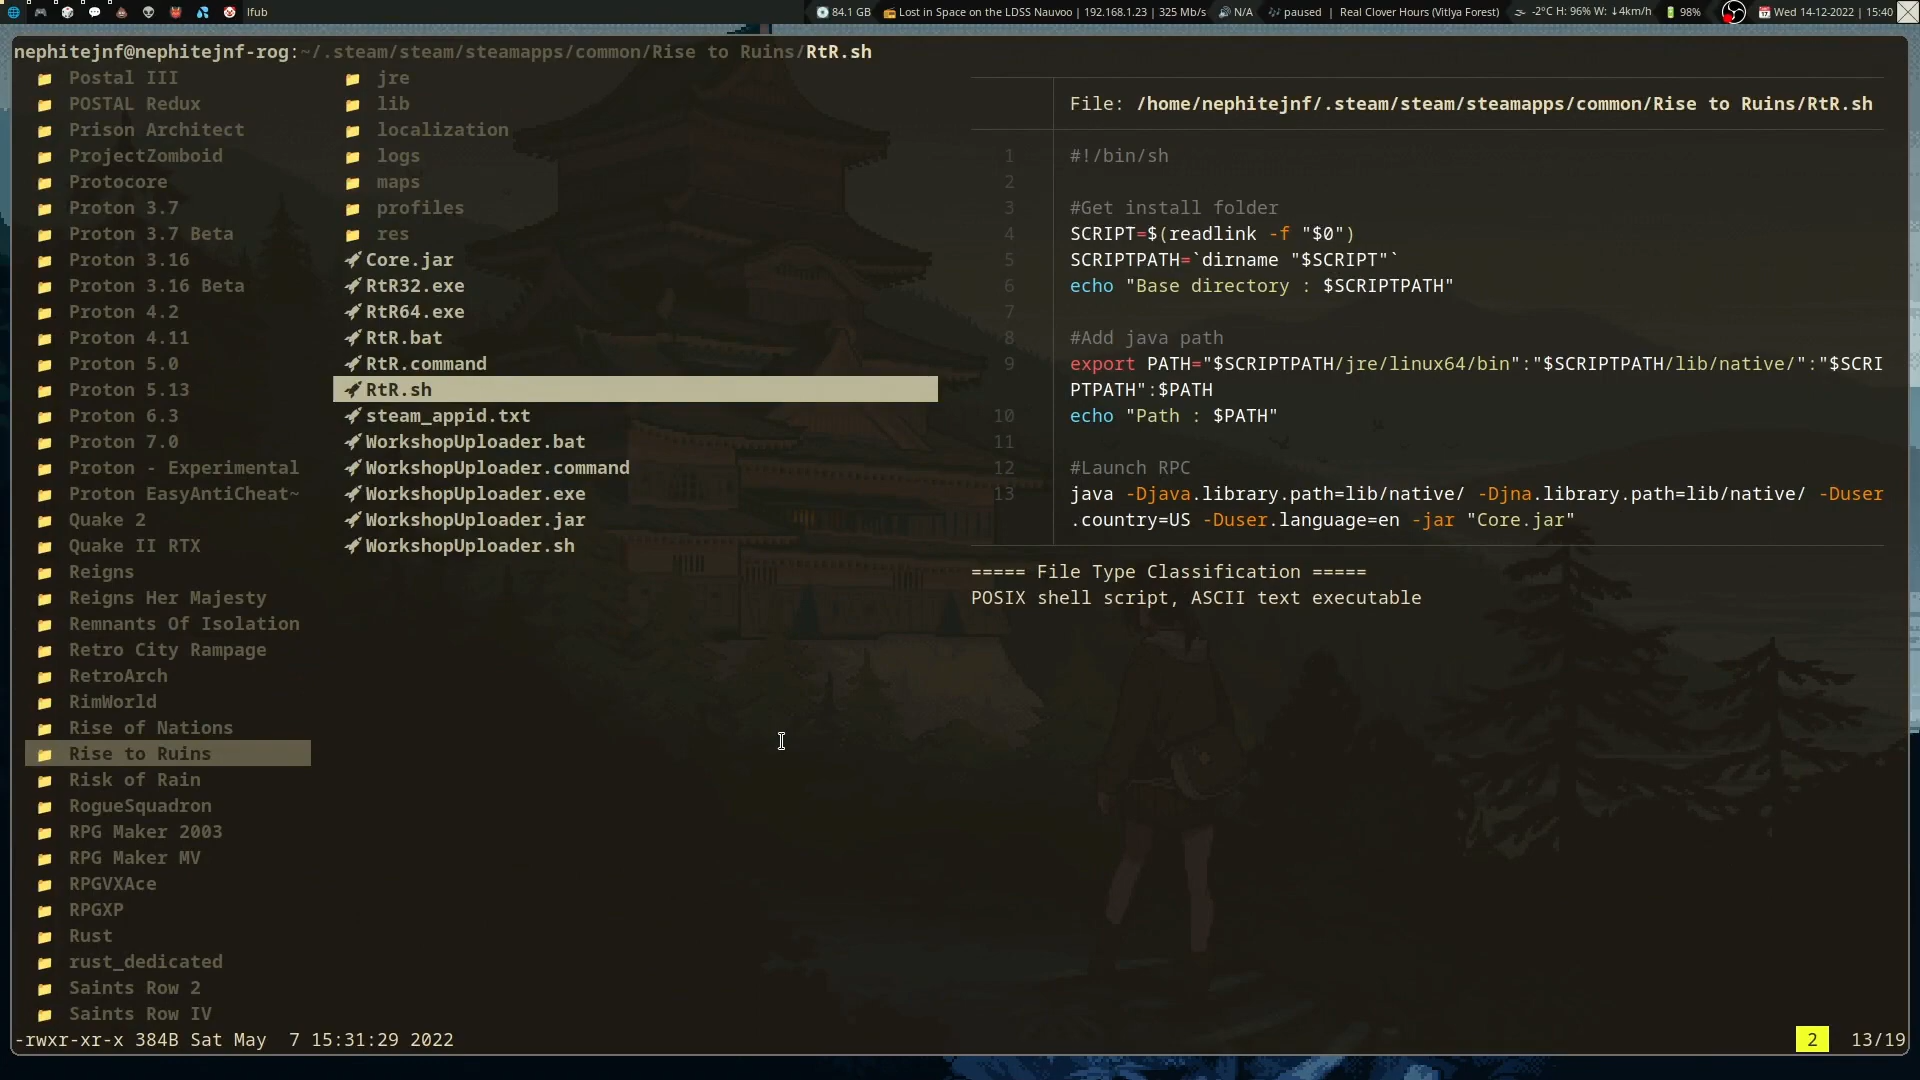 lfub
84.1 GB
Lost in Space on the LDSS Nauvoo | 192.168.1.23 | 325 Mb/s
N/A
paused | Real Clover Hours (Vitlya Forest)
-2°C H: 96% W: ↓4km/h
98%
Wed 14-12-2022 | 15:40
nephitejnf@nephitejnf-rog:~/.steam/steam/steamapps/common/Rise to Ruins/RtR.sh
Postal III
POSTAL Redux
Prison Architect
ProjectZomboid
Protocore
Proton 3.7
Proton 3.7 Beta
Proton 3.16
Proton 3.16 Beta
Proton 4.2
Proton 4.11
Proton 5.0
Proton 5.13
Proton 6.3
Proton 7.0
Proton - Experimental
Proton EasyAntiCheat~
Quake 2
Quake II RTX
Reigns
Reigns Her Majesty
Remnants Of Isolation
Retro City Rampage
RetroArch
RimWorld
Rise of Nations
Rise to Ruins
Risk of Rain
RogueSquadron
RPG Maker 2003
RPG Maker MV
RPGVXAce
RPGXP
Rust
rust_dedicated
Saints Row 2
Saints Row IV
jre
lib
localization
logs
maps
profiles
res
Core.jar
RtR32.exe
RtR64.exe
RtR.bat
RtR.command
RtR.sh
steam_appid.txt
WorkshopUploader.bat
WorkshopUploader.command
WorkshopUploader.exe
WorkshopUploader.jar
WorkshopUploader.sh
File: /home/nephitejnf/.steam/steam/steamapps/common/Rise to Ruins/RtR.sh
1 #!/bin/sh
2
3 #Get install folder
4 SCRIPT=$(readlink -f "$0")
5 SCRIPTPATH=`dirname "$SCRIPT"`
6 echo "Base directory : $SCRIPTPATH"
7
8 #Add java path
9 export PATH="$SCRIPTPATH/jre/linux64/bin":"$SCRIPTPATH/lib/native/":"$SCRI
PTPATH":$PATH
10 echo "Path : $PATH"
11
12 #Launch RPC
13 java -Djava.library.path=lib/native/ -Djna.library.path=lib/native/ -Duser
.country=US -Duser.language=en -jar "Core.jar"
===== File Type Classification =====
POSIX shell script, ASCII text executable
-rwxr-xr-x 384B Sat May  7 15:31:29 2022
2 13/19